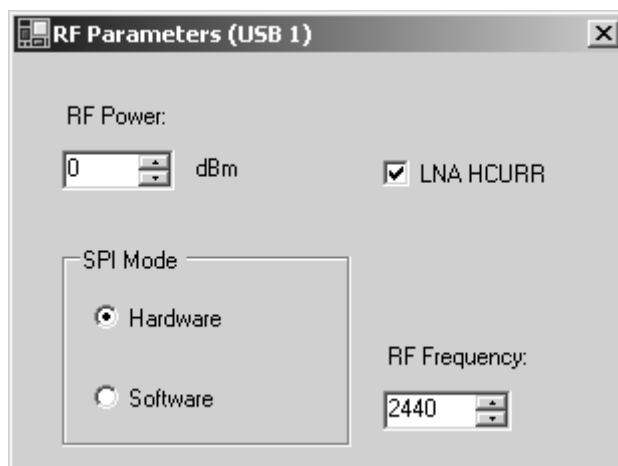 RF Parameters (USB 1)
RF Power:
0 dBm
LNA HCURR
SPI Mode
Hardware
Software
RF Frequency:
2440